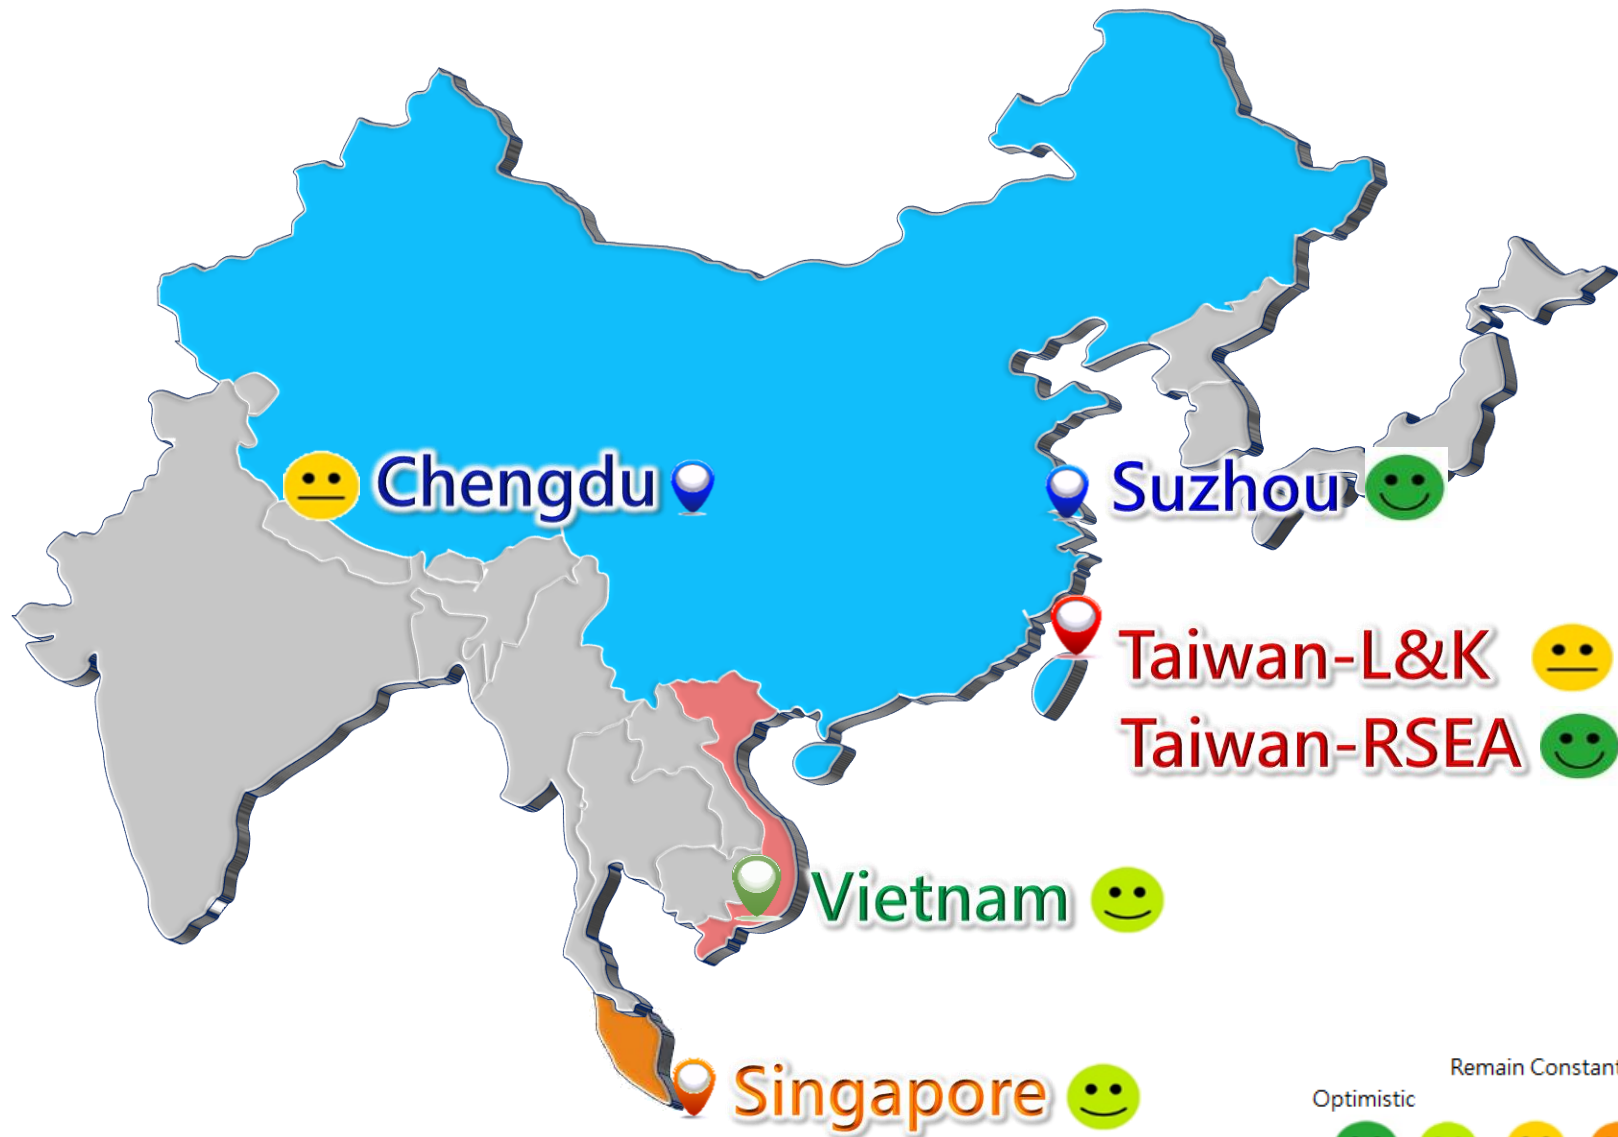 Chengdu
Suzhou
Taiwan-L&K
Taiwan-RSEA
Vietnam
Singapore
Remain Constant
Optimistic